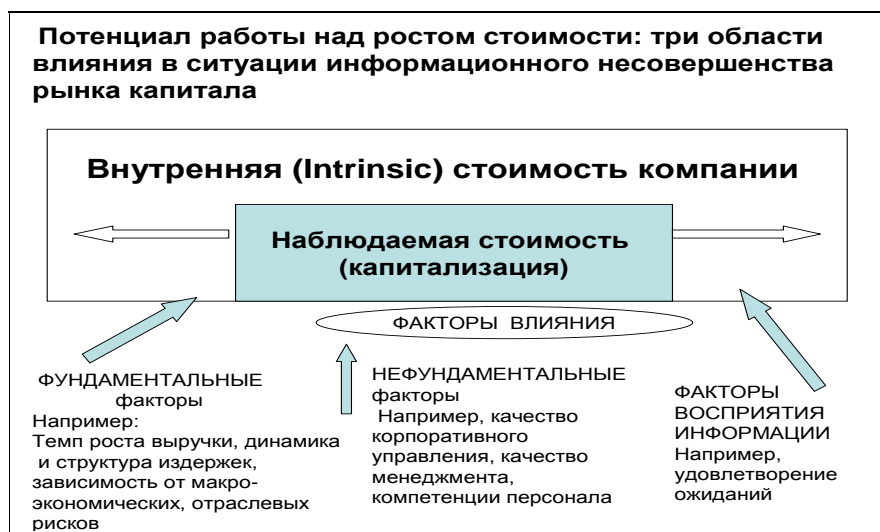 Потенциал работы над ростом стоимости: три области
влияния в ситуации информационного несовершенства
рынка капитала
Внутренняя (Intrinsic) стоимость компании
Наблюдаемая стоимость
(капитализация)
ФАКТОРЫ ВЛИЯНИЯ
ФУНДАМЕНТАЛЬНЫЕ
факторы
Например:
Темп роста выручки, динамика
и структура издержек,
зависимость от макро-
экономических, отраслевых
рисков
НЕФУНДАМЕНТАЛЬНЫЕ
факторы
Например, качество
корпоративного
управления, качество
менеджмента,
компетенции персонала
ФАКТОРЫ
ВОСПРИЯТИЯ
ИНФОРМАЦИИ
Например,
удовлетворение
ожиданий